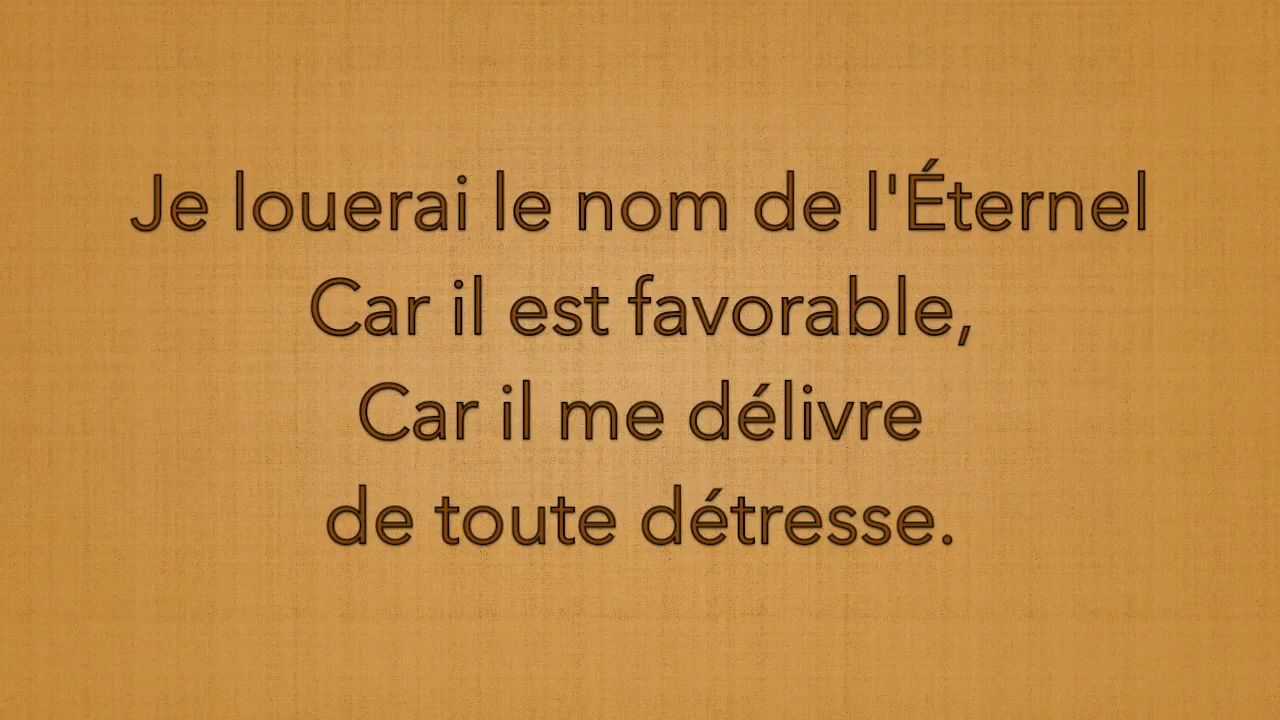 Je louerai le nom de l'Éternel
Car il est favorable,
Car il me délivre
de toute détresse.